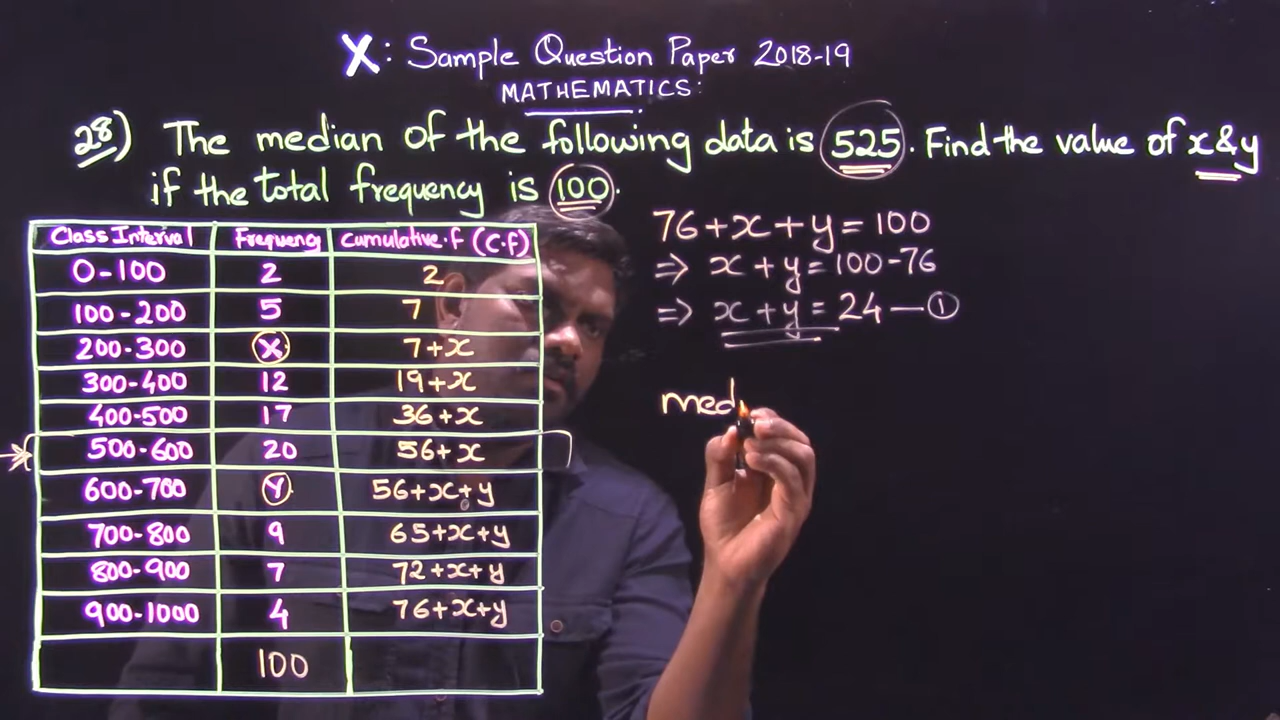 X: Sample Question Paper 2018-19
MATHEMATICS:
28) The median of the following data is 525. Find the value of x & y
if the total frequency is 100.
Class Interval Frequency Cumulative.f (C.f)
0-100 2 2
100-200 5 7
200-300 X 7+x
300-400 12 19+x
400-500 17 36+x
500-600 20 56+x
600-700 Y 56+x+y
700-800 9 65+x+y
800-900 7 72+x+y
900-1000 4 76+x+y
100
76+x+y=100
⇒ x+y=100-76
⇒ x+y=24—①
med